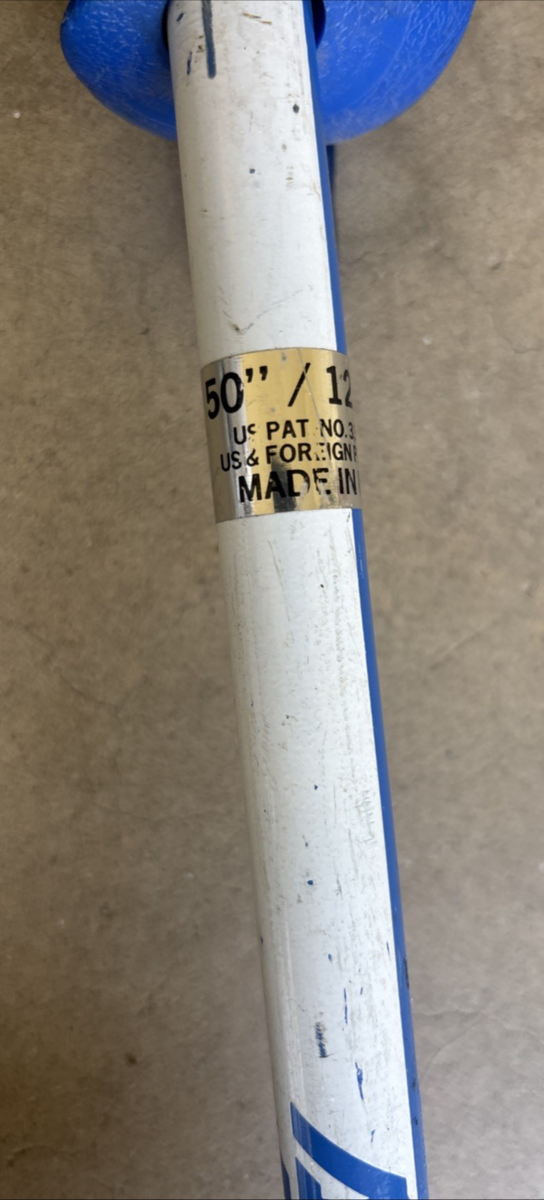 50” / 12
US PAT NO. 3
US & FOREIGN
MADE IN